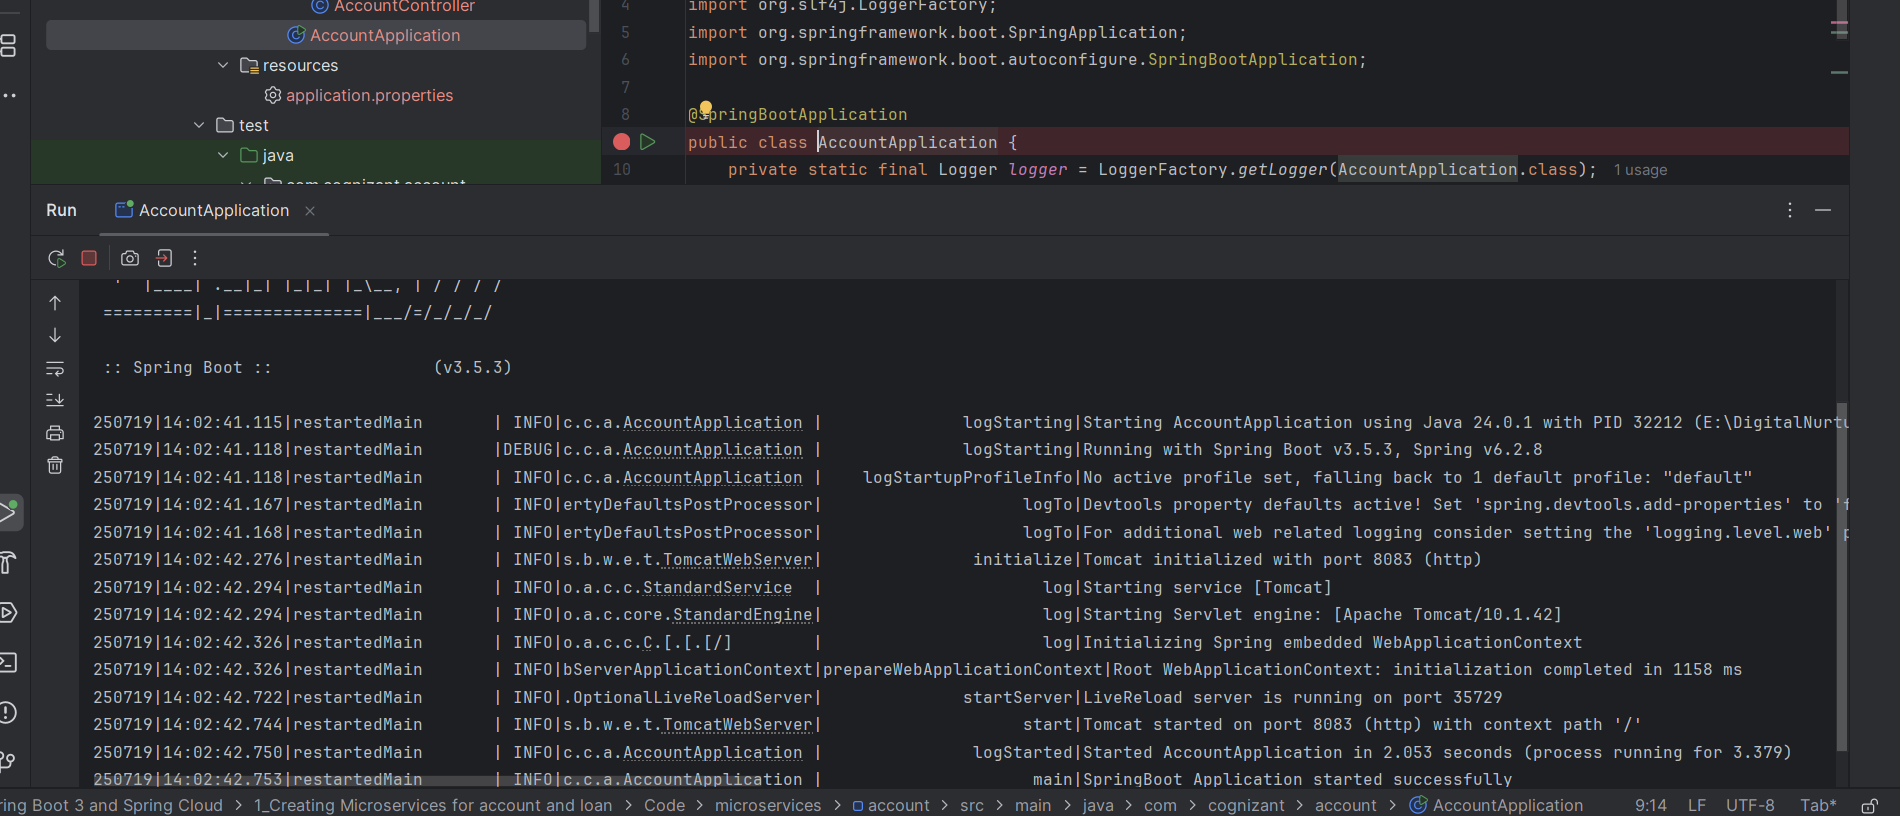 AccountController
AccountApplication
resources
application.properties
test
java
com.cognizant.account
4 import org.slf4j.LoggerFactory;
5 import org.springframework.boot.SpringApplication;
6 import org.springframework.boot.autoconfigure.SpringBootApplication;
7
8 @SpringBootApplication
public class AccountApplication {
10 private static final Logger logger = LoggerFactory.getLogger(AccountApplication.class); 1 usage
Run AccountApplication
' |____| .__|_| |_|_| |_\__, | / / / /
=========|_|==============|___/=/_/_/_/
:: Spring Boot :: (v3.5.3)
250719|14:02:41.115|restartedMain | INFO|c.c.a.AccountApplication | logStarting|Starting AccountApplication using Java 24.0.1 with PID 32212 (E:\DigitalNurtu
250719|14:02:41.118|restartedMain |DEBUG|c.c.a.AccountApplication | logStarting|Running with Spring Boot v3.5.3, Spring v6.2.8
250719|14:02:41.118|restartedMain | INFO|c.c.a.AccountApplication | logStartupProfileInfo|No active profile set, falling back to 1 default profile: "default"
250719|14:02:41.167|restartedMain | INFO|ertyDefaultsPostProcessor| logTo|Devtools property defaults active! Set 'spring.devtools.add-properties' to 'f
250719|14:02:41.168|restartedMain | INFO|ertyDefaultsPostProcessor| logTo|For additional web related logging consider setting the 'logging.level.web' p
250719|14:02:42.276|restartedMain | INFO|s.b.w.e.t.TomcatWebServer| initialize|Tomcat initialized with port 8083 (http)
250719|14:02:42.294|restartedMain | INFO|o.a.c.c.StandardService | log|Starting service [Tomcat]
250719|14:02:42.294|restartedMain | INFO|o.a.c.core.StandardEngine| log|Starting Servlet engine: [Apache Tomcat/10.1.42]
250719|14:02:42.326|restartedMain | INFO|o.a.c.c.C.[.[.[/] | log|Initializing Spring embedded WebApplicationContext
250719|14:02:42.326|restartedMain | INFO|bServerApplicationContext|prepareWebApplicationContext|Root WebApplicationContext: initialization completed in 1158 ms
250719|14:02:42.722|restartedMain | INFO|.OptionalLiveReloadServer| startServer|LiveReload server is running on port 35729
250719|14:02:42.744|restartedMain | INFO|s.b.w.e.t.TomcatWebServer| start|Tomcat started on port 8083 (http) with context path '/'
250719|14:02:42.750|restartedMain | INFO|c.c.a.AccountApplication | logStarted|Started AccountApplication in 2.053 seconds (process running for 3.379)
250719|14:02:42.753|restartedMain | INFO|c.c.a.AccountApplication | main|SpringBoot Application started successfully
ring Boot 3 and Spring Cloud > 1_Creating Microservices for account and loan > Code > microservices > account > src > main > java > com > cognizant > account > AccountApplication 9:14 LF UTF-8 Tab*